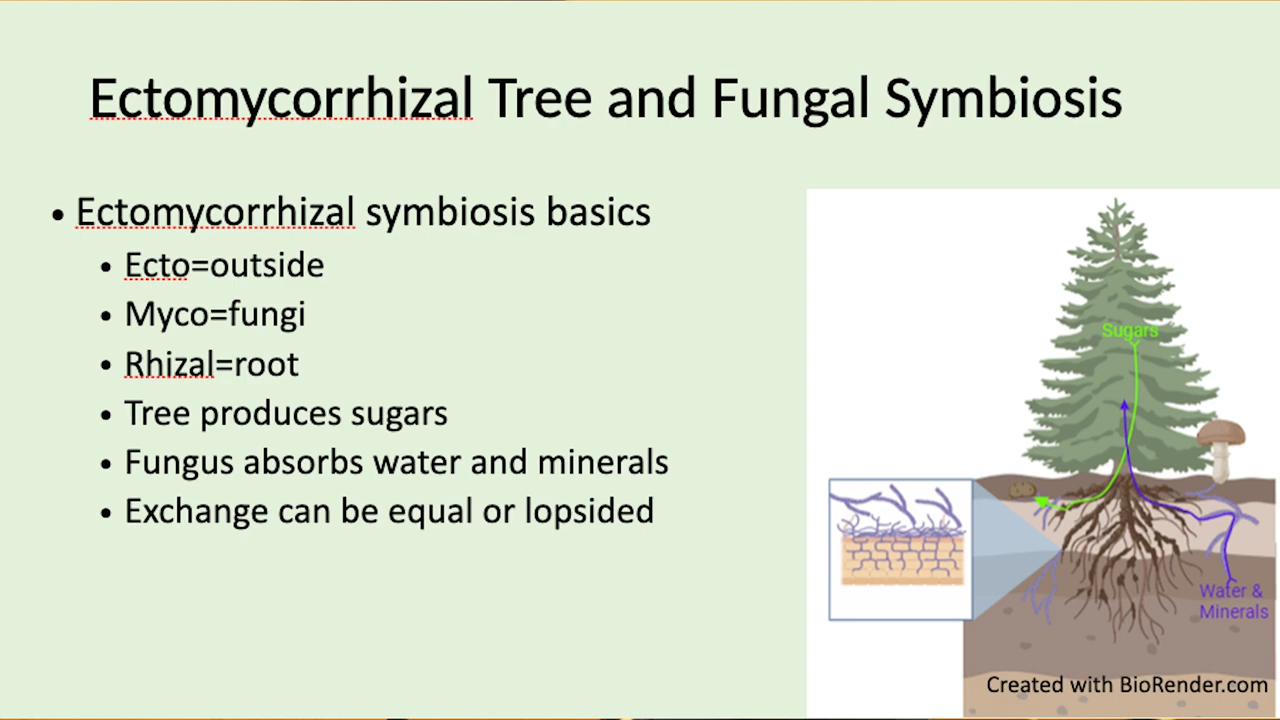 Ectomycorrhizal Tree and Fungal Symbiosis
• Ectomycorrhizal symbiosis basics
• Ecto=outside
• Myco=fungi
• Rhizal=root
• Tree produces sugars
• Fungus absorbs water and minerals
• Exchange can be equal or lopsided
Sugars
Water &
Minerals
Created with BioRender.com